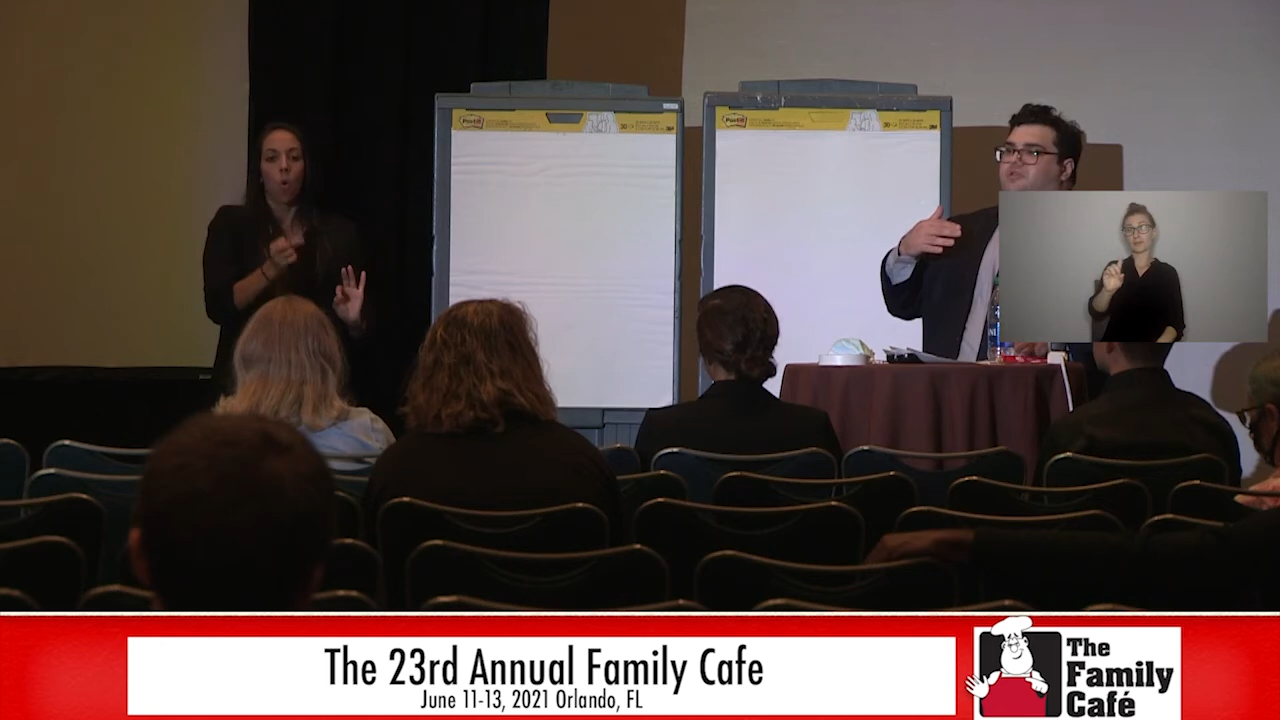 Post-it
Post-it
The 23rd Annual Family Cafe
June 11-13, 2021 Orlando, FL
The
Family
Café